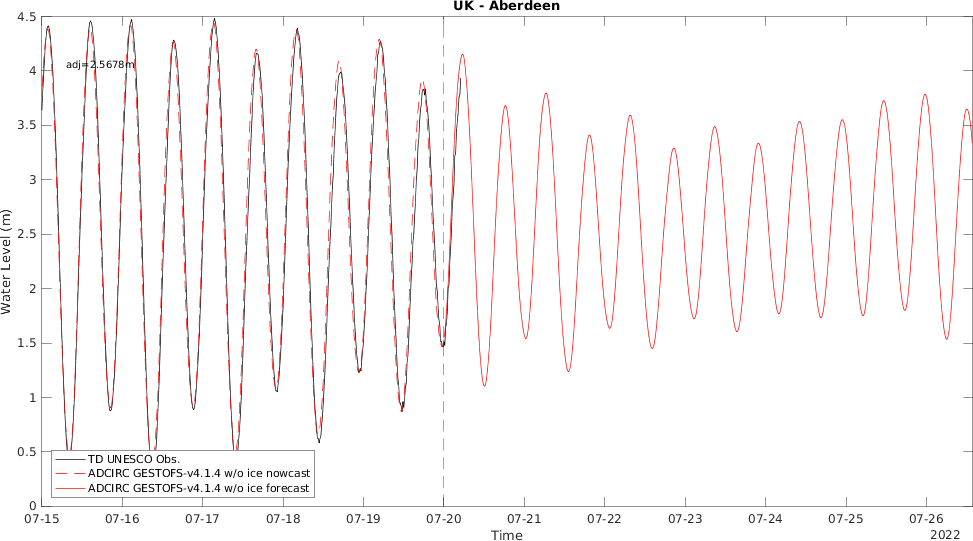 UK - Aberdeen
4.5
4
3.5
3
2.5
2
1.5
1
0.5
0
Water Level (m)
adj=2.5678m
TD UNESCO Obs.
ADCIRC GESTOFS-v4.1.4 w/o ice nowcast
ADCIRC GESTOFS-v4.1.4 w/o ice forecast
07-15 07-16 07-17 07-18 07-19 07-20 07-21 07-22 07-23 07-24 07-25 07-26
Time
2022